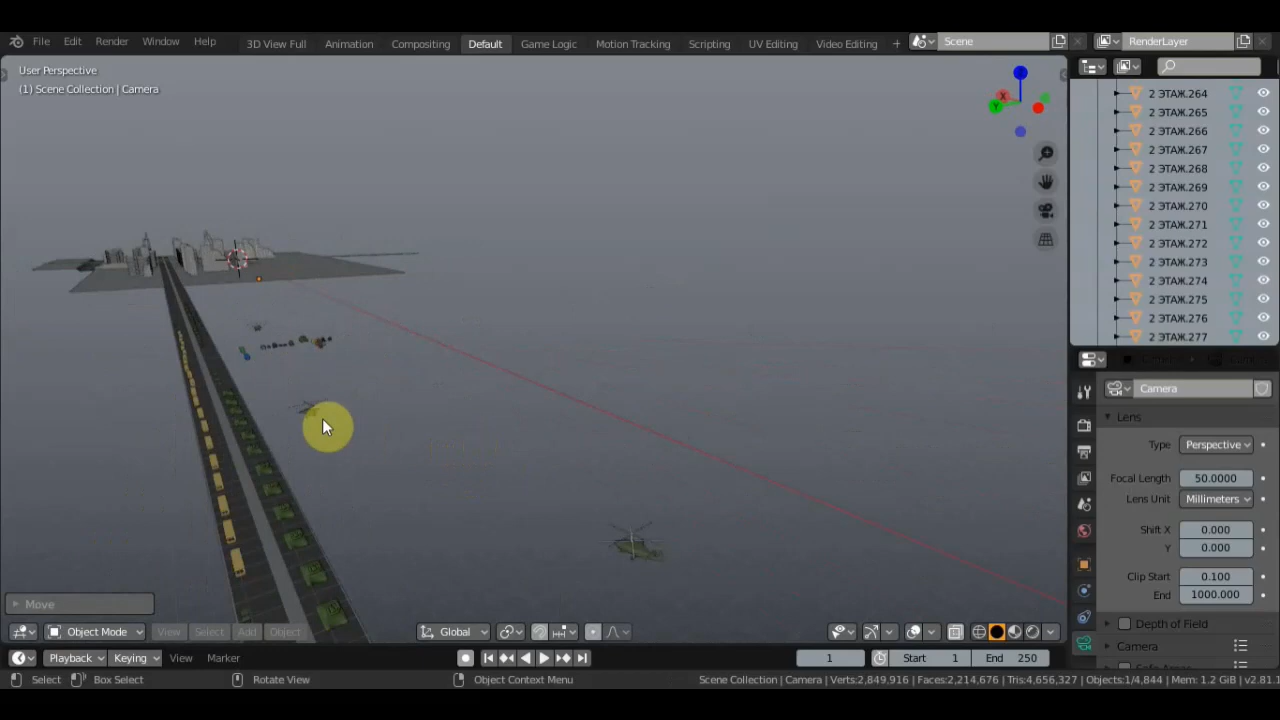 File Edit Render Window Help
3D View Full Animation Compositing Default Game Logic Motion Tracking Scripting UV Editing Video Editing + Scene RenderLayer
User Perspective
(1) Scene Collection | Camera
2 ЭТАЖ.264
2 ЭТАЖ.265
2 ЭТАЖ.266
2 ЭТАЖ.267
2 ЭТАЖ.268
2 ЭТАЖ.269
2 ЭТАЖ.270
2 ЭТАЖ.271
2 ЭТАЖ.272
2 ЭТАЖ.273
2 ЭТАЖ.274
2 ЭТАЖ.275
2 ЭТАЖ.276
2 ЭТАЖ.277
Camera
Lens
Type Perspective
Focal Length 50.0000
Lens Unit Millimeters
Shift X 0.000
Y 0.000
Clip Start 0.100
End 1000.000
Depth of Field
Camera
Move
Object Mode View Select Add Object Global
Playback Keying View Marker 1 Start 1 End 250
Select Box Select Rotate View Object Context Menu Scene Collection | Camera | Verts:2,849,916 | Faces:2,214,676 | Tris:4,656,327 | Objects:1/4,844 | Mem: 1.2 GiB | v2.81.1